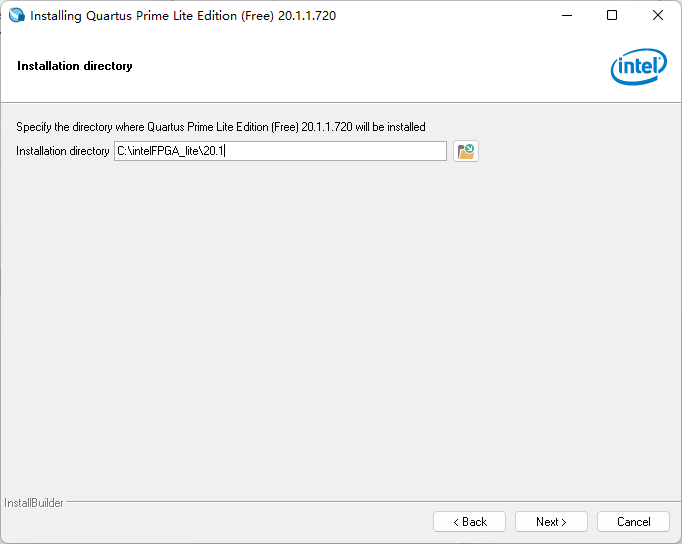 Installing Quartus Prime Lite Edition (Free) 20.1.1.720
Installation directory
intel
Specify the directory where Quartus Prime Lite Edition (Free) 20.1.1.720 will be installed
Installation directory C:\intelFPGA_lite\20.1
InstallBuilder
< Back Next > Cancel